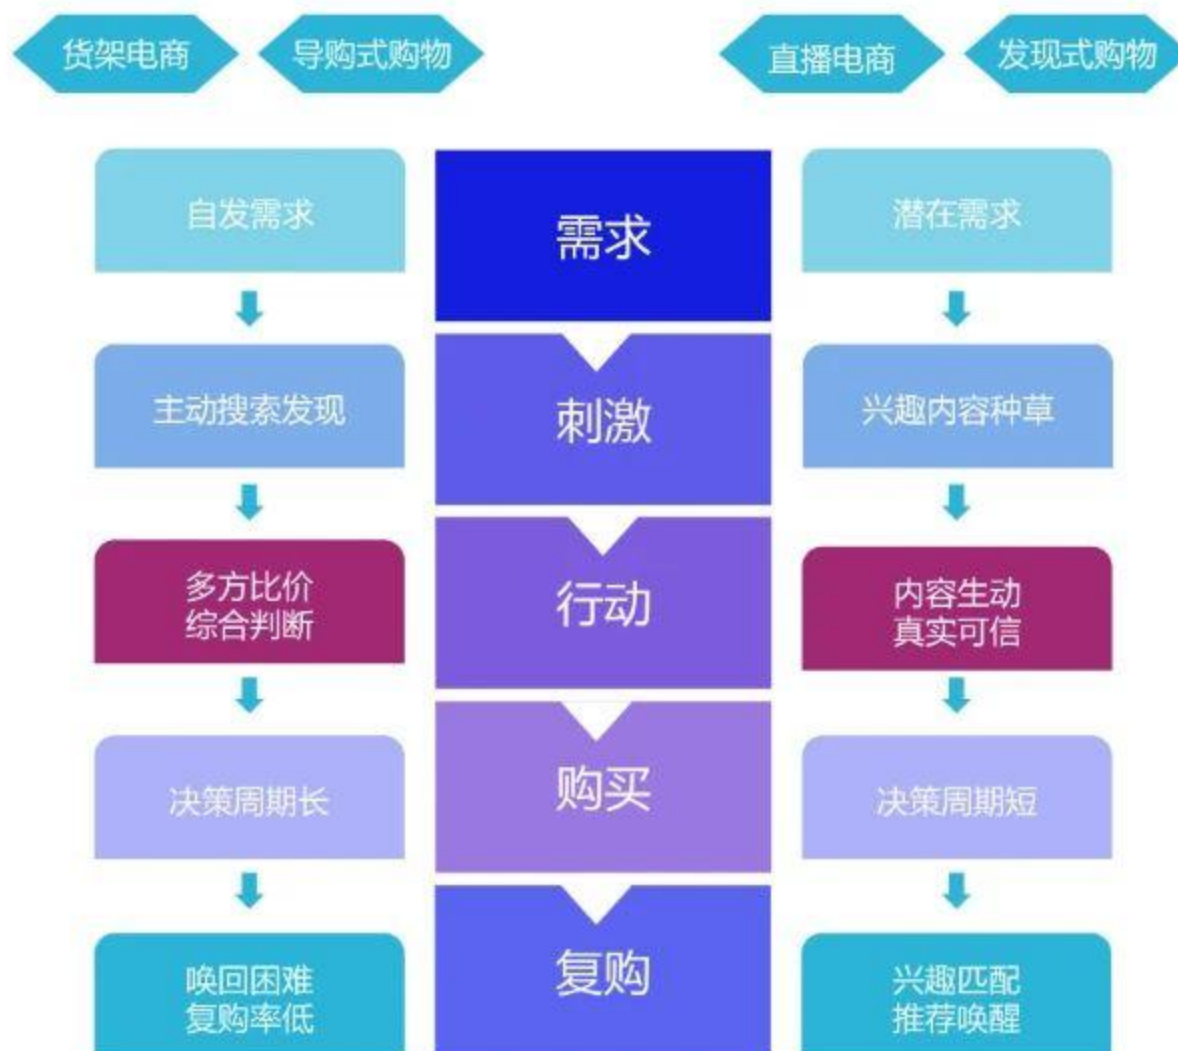 货架电商
导购式购物
直播电商
发现式购物
自发需求
需求
潜在需求
主动搜索发现
刺激
兴趣内容种草
多方比价
综合判断
行动
内容生动
真实可信
决策周期长
购买
决策周期短
唤回困难
复购率低
复购
兴趣匹配
推荐唤醒